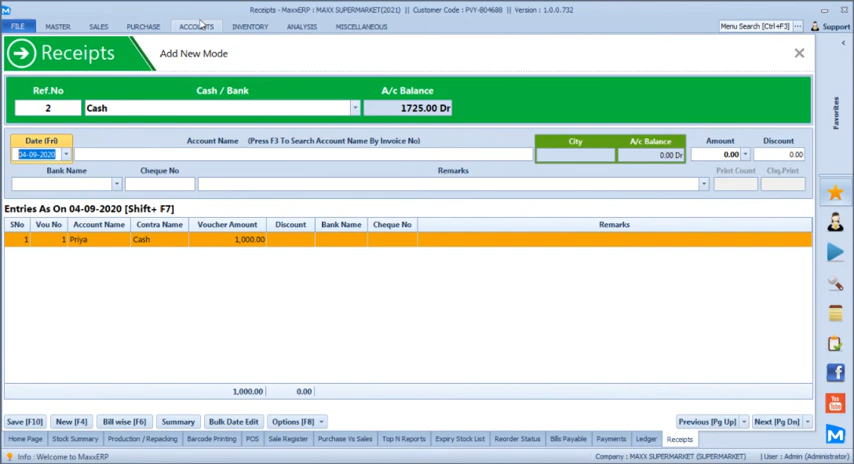 Receipts - MaxxERP : MAXX SUPERMARKET(2021) || Customer Code : PVY-804688 || Version : 1.0.0.732
FILE MASTER SALES PURCHASE ACCOUNTS INVENTORY ANALYSIS MISCELLANEOUS Menu Search [Ctrl+F3] ... Support
Receipts Add New Mode
Ref.No Cash / Bank A/c Balance
2 Cash 1725.00 Dr
Favorites
Date (Fri) Account Name (Press F3 To Search Account Name By Invoice No) City A/c Balance Amount Discount
04-09-2020 0.00 Dr 0.00 0.00
Bank Name Cheque No Remarks Print Count Chq.Print
Entries As On 04-09-2020 [Shift+ F7]
SNo Vou No Account Name Contra Name Voucher Amount Discount Bank Name Cheque No Remarks
1 1 Priya Cash 1,000.00
1,000.00 0.00
Save [F10] New [F4] Bill wise [F6] Summary Bulk Date Edit Options [F8] Previous [Pg Up] Next [Pg Dn]
Home Page Stock Summary Production / Repacking Barcode Printing POS Sale Register Purchase Vs Sales Top N Reports Expiry Stock List Reorder Status Bills Payable Payments Ledger Receipts
You Tube
Info : Welcome to MaxxERP Company : MAXX SUPERMARKET (SUPERMARKET) | User : Admin (Administrator)